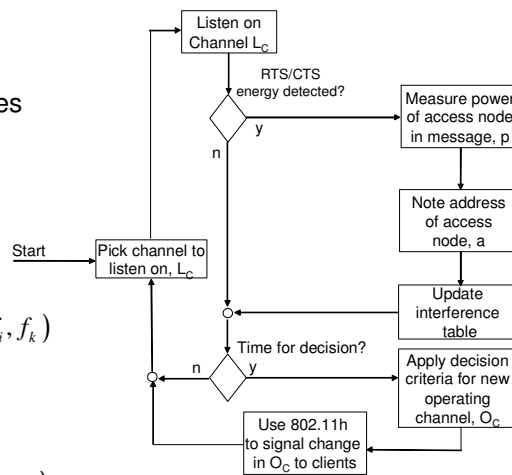 Listen on
Channel L_C
RTS/CTS
energy detected?
es
y
n
Measure power
of access node
in message, p
Note address
of access
node, a
Start
Pick channel to
listen on, L_C
Update
interference
table
i, f_k)
Time for decision?
n
y
Apply decision
criteria for new
operating
channel, O_C
Use 802.11h
to signal change
in O_C to clients
)